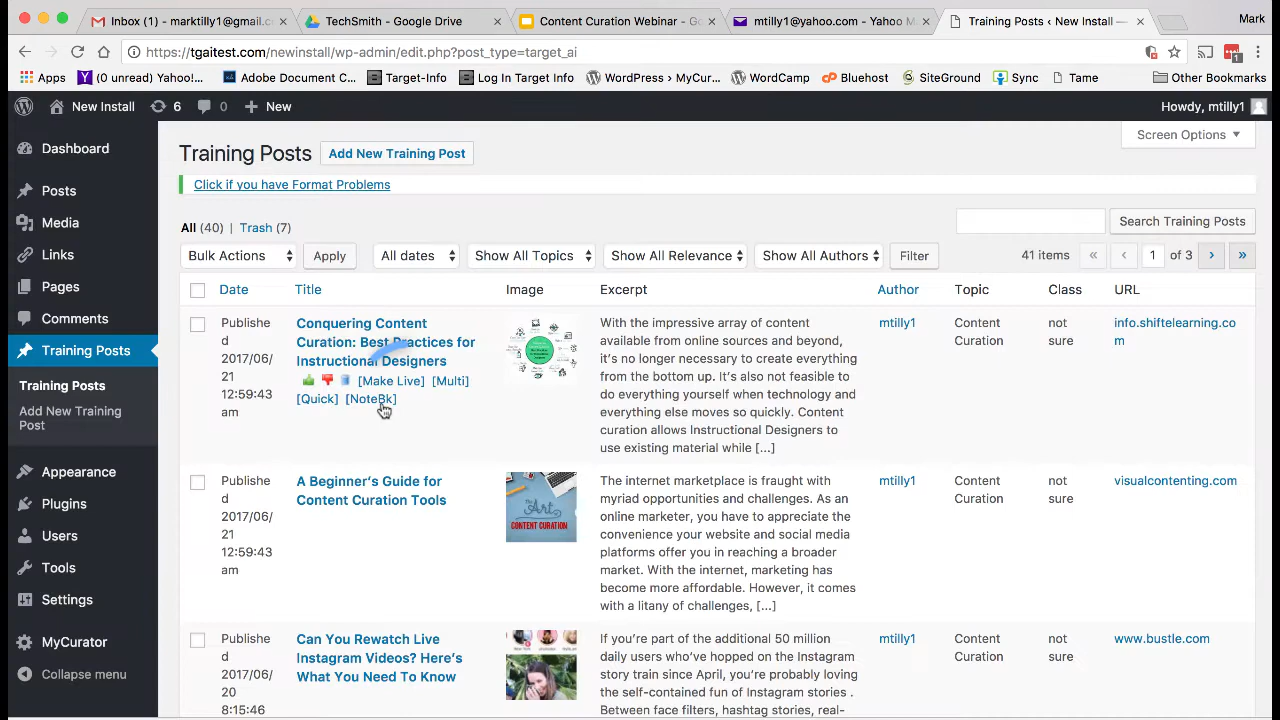 Inbox (1) - marktilly1@gmail.c
TechSmith - Google Drive
Content Curation Webinar - Go
mtilly1@yahoo.com - Yahoo M
Training Posts ‹ New Install —
Mark
https://tgaitest.com/newinstall/wp-admin/edit.php?post_type=target_ai
Apps
(0 unread) Yahoo!...
Adobe Document C...
Target-Info
Log In Target Info
WordPress › MyCur...
WordCamp
Bluehost
SiteGround
Sync
Tame
Other Bookmarks
New Install
6
0
New
Howdy, mtilly1
Dashboard
Posts
Media
Links
Pages
Comments
Training Posts
Training Posts
Add New Training
Post
Appearance
Plugins
Users
Tools
Settings
MyCurator
Collapse menu
Screen Options
Training Posts
Add New Training Post
Click if you have Format Problems
All (40) | Trash (7)
Search Training Posts
Bulk Actions
Apply
All dates
Show All Topics
Show All Relevance
Show All Authors
Filter
41 items
«
‹
1
of 3
›
»
Date
Title
Image
Excerpt
Author
Topic
Class
URL
Publishe
d
2017/06/
21
12:59:43
am
Conquering Content
Curation: Best Practices for
Instructional Designers
[Make Live] [Multi]
[Quick] [NoteBk]
With the impressive array of content
available from online sources and beyond,
it's no longer necessary to create everything
from the bottom up. It's also not feasible to
do everything yourself when technology and
everything else moves so quickly. Content
curation allows Instructional Designers to
use existing material while [...]
mtilly1
Content
Curation
not
sure
info.shiftelearning.co
m
Publishe
d
2017/06/
21
12:59:43
am
A Beginner's Guide for
Content Curation Tools
The Art
CONTENT CURATION
The internet marketplace is fraught with
myriad opportunities and challenges. As an
online marketer, you have to appreciate the
convenience your website and social media
platforms offer you in reaching a broader
market. With the internet, marketing has
become more affordable. However, it comes
with a litany of challenges, [...]
mtilly1
Content
Curation
not
sure
visualcontenting.com
Publishe
d
2017/06/
20
8:15:46
Can You Rewatch Live
Instagram Videos? Here's
What You Need To Know
If you're part of the additional 50 million
daily users who've hopped on the Instagram
story train since April, you're probably loving
the self-contained fun of Instagram stories .
Between face filters, hashtag stories, real-
mtilly1
Content
Curation
not
sure
www.bustle.com